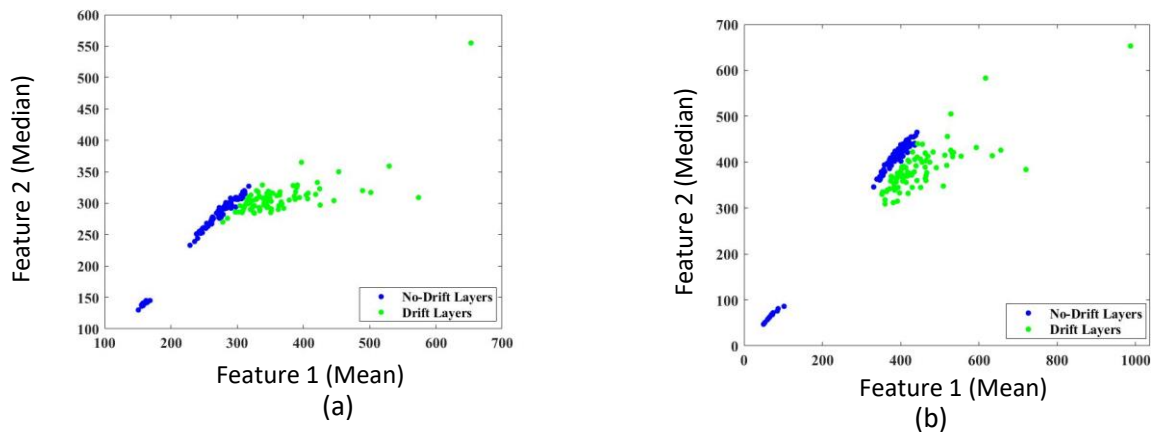 600
550
500
450
400
350
300
250
200
150
100
100 200 300 400 500 600 700
Feature 2 (Median)
No-Drift Layers
Drift Layers
Feature 1 (Mean)
(a)
700
600
500
400
300
200
100
0
0 200 400 600 800 1000
Feature 2 (Median)
No-Drift Layers
Drift Layers
Feature 1 (Mean)
(b)